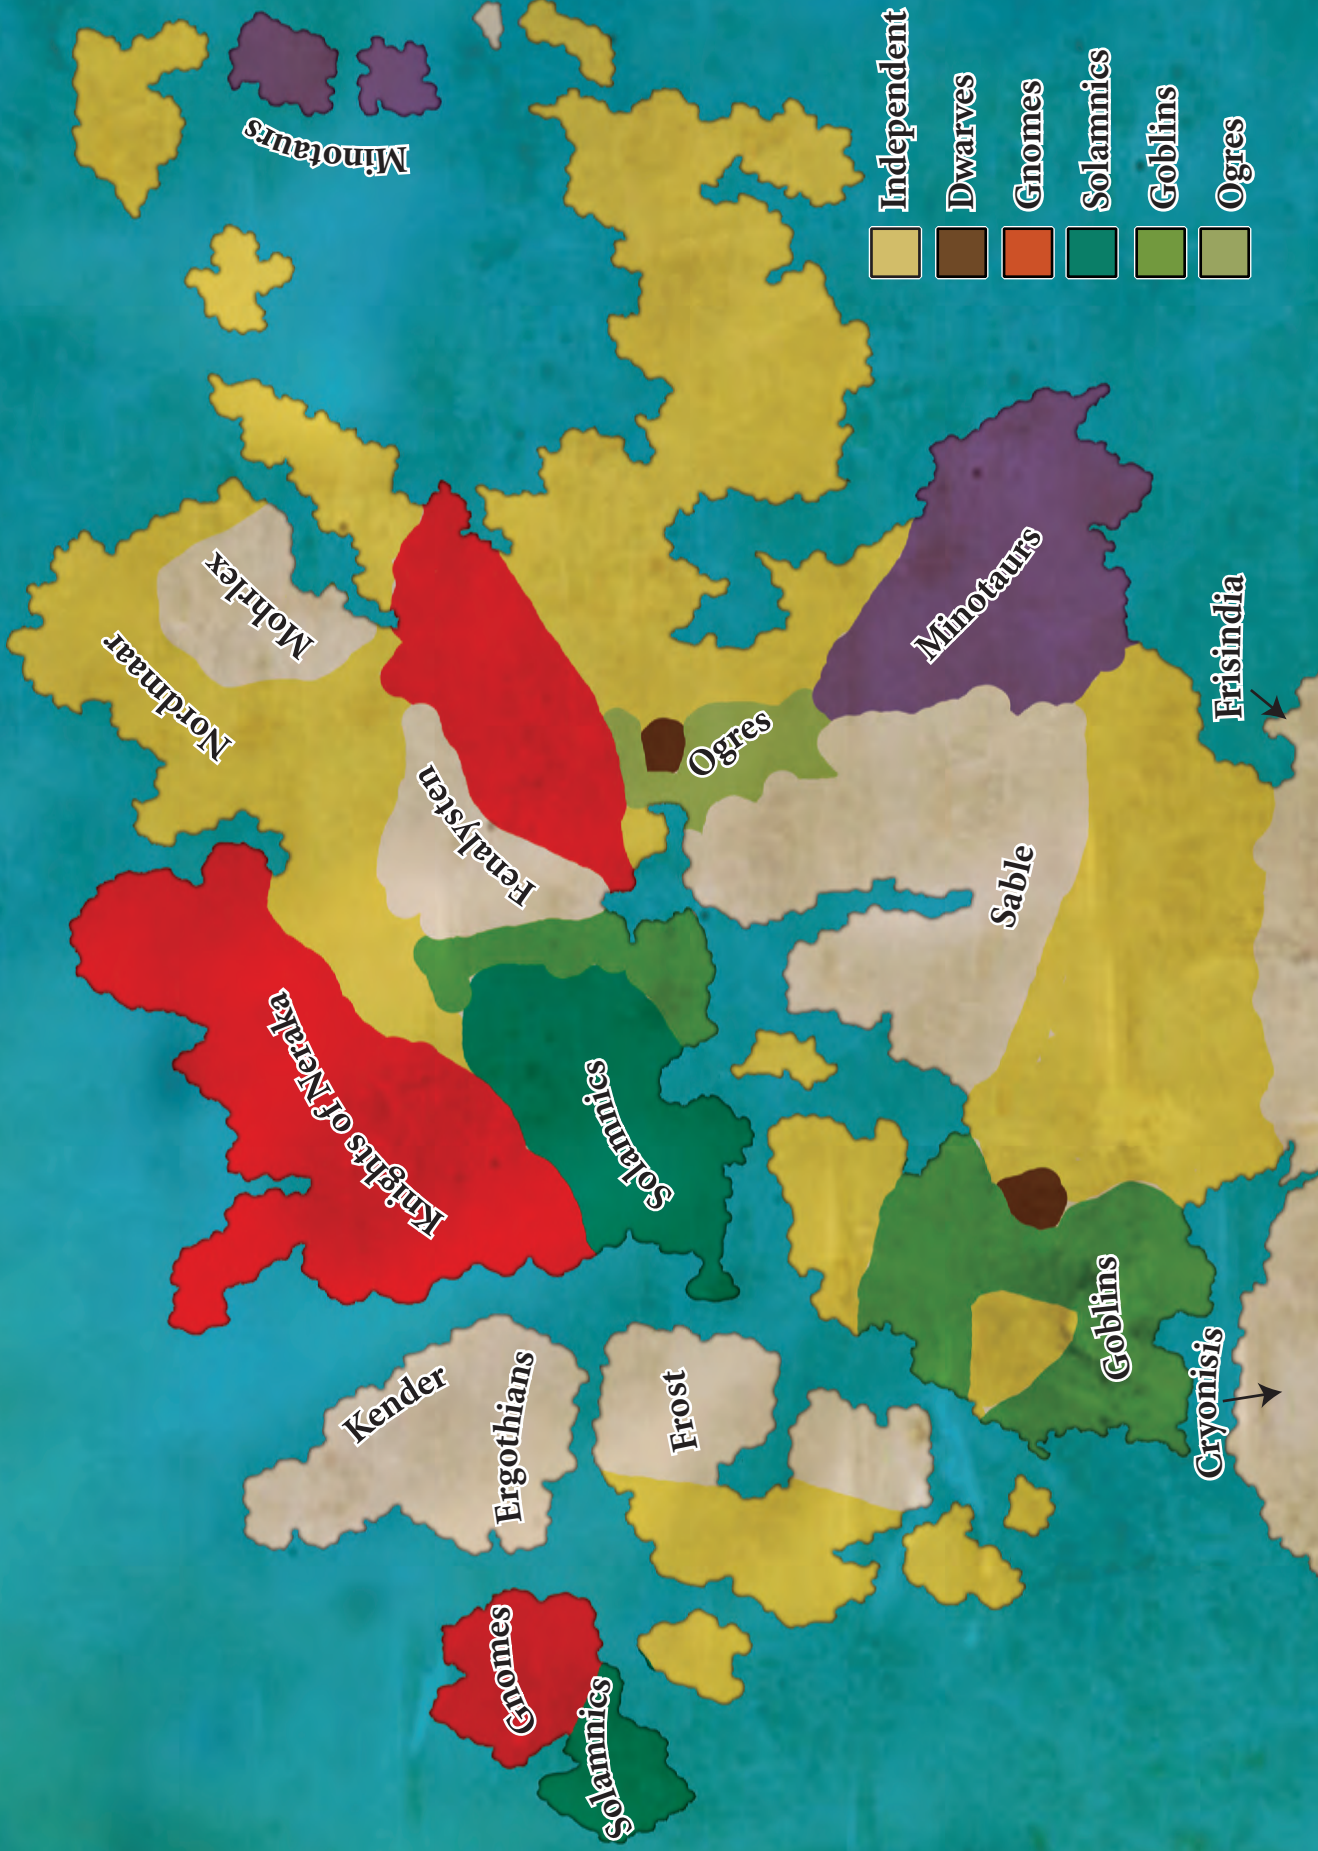 Minotaurs
Mohrlex
Nordmaar
Fenalysten
Knights of Neraka
Ogres
Minotaurs
Sable
Frisindia
Solamnics
Kender
Ergothians
Frost
Goblins
Cryonisis
Gnomes
Solamnics
Independent
Dwarves
Gnomes
Solamnics
Goblins
Ogres